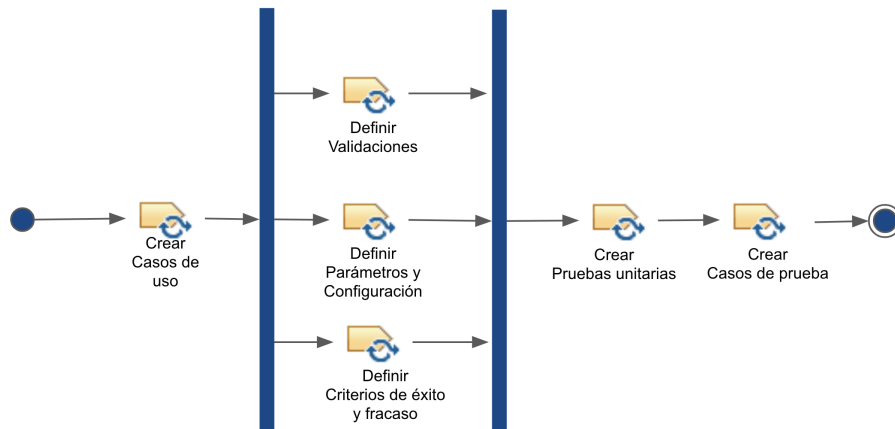 Crear
Casos de
uso
Definir
Validaciones
Definir
Parámetros y
Configuración
Definir
Criterios de éxito
y fracaso
Crear
Pruebas unitarias
Crear
Casos de prueba